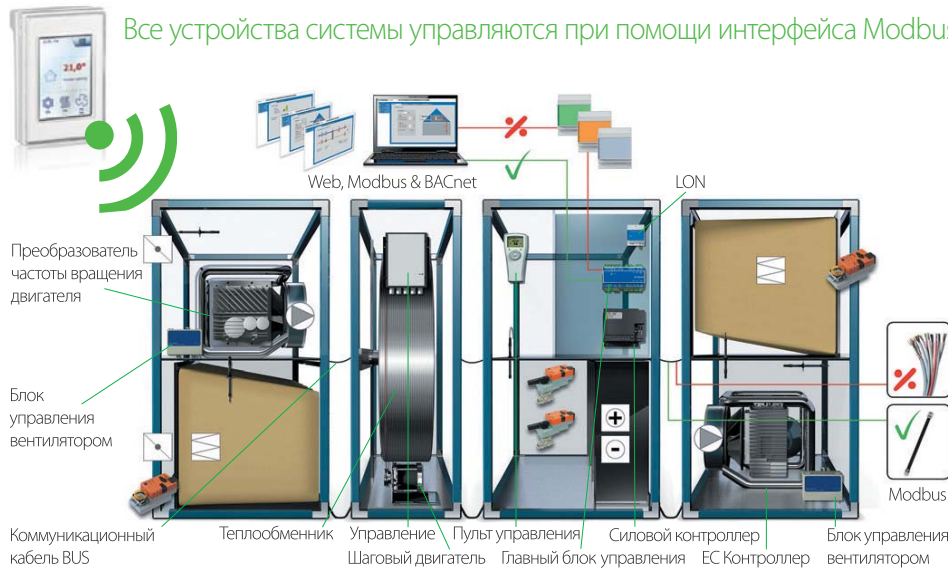 Все устройства системы управляются при помощи интерфейса Modbus
21,0°
Web, Modbus & BACnet
LON
Преобразователь
частоты вращения
двигателя
Блок
управления
вентилятором
Modbus
Коммуникационный
кабель BUS
Теплообменник
Управление
Пульт управления
Силовой контроллер
Блок управления
вентилятором
Шаговый двигатель
Главный блок управления
EC Контроллер